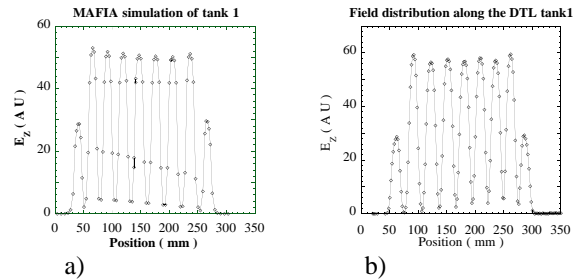 MAFIA simulation of tank 1
60
40
20
0
E_Z ( A U )
0 50 100 150 200 250 300 350
Position ( mm )
a)
Field distribution along the DTL tank1
60
40
20
0
E_Z ( A U )
0 50 100 150 200 250 300 350
Position ( mm )
b)